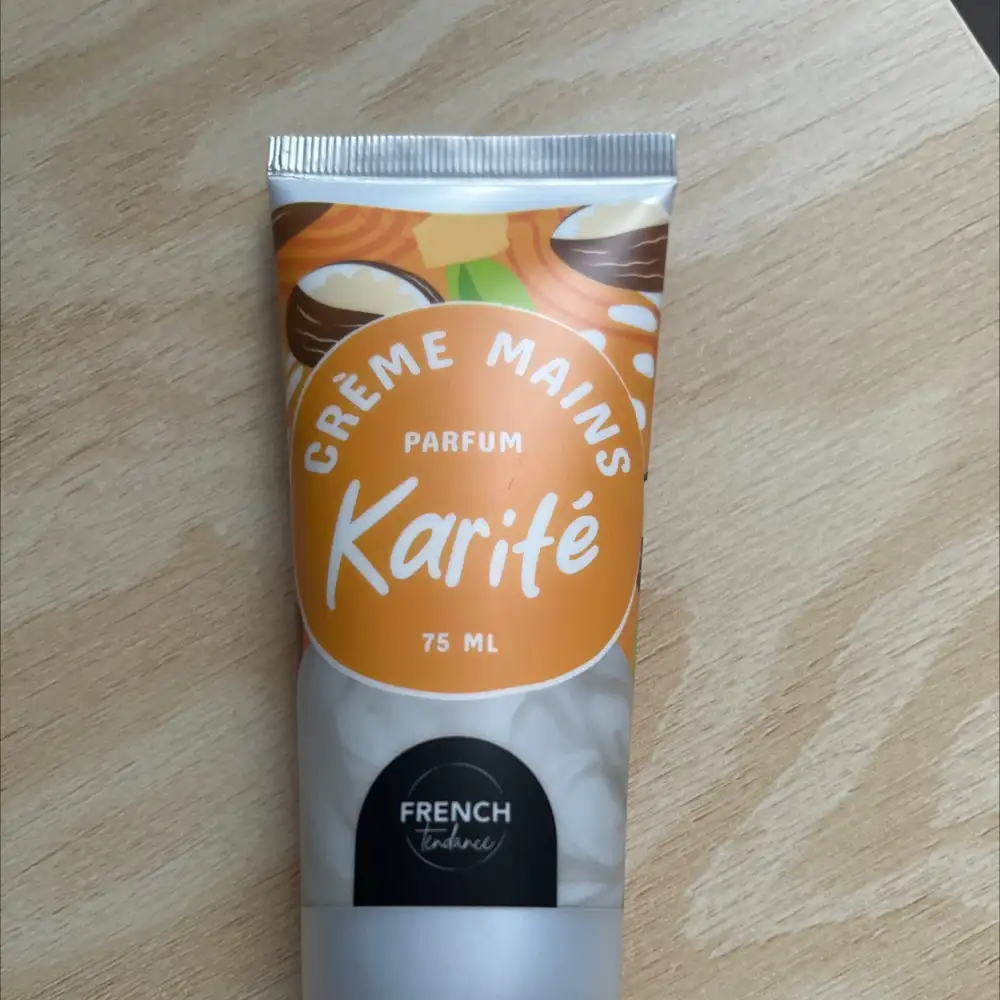 CRÈME MAINS
PARFUM
Karité
75 ML
FRENCH
tendance